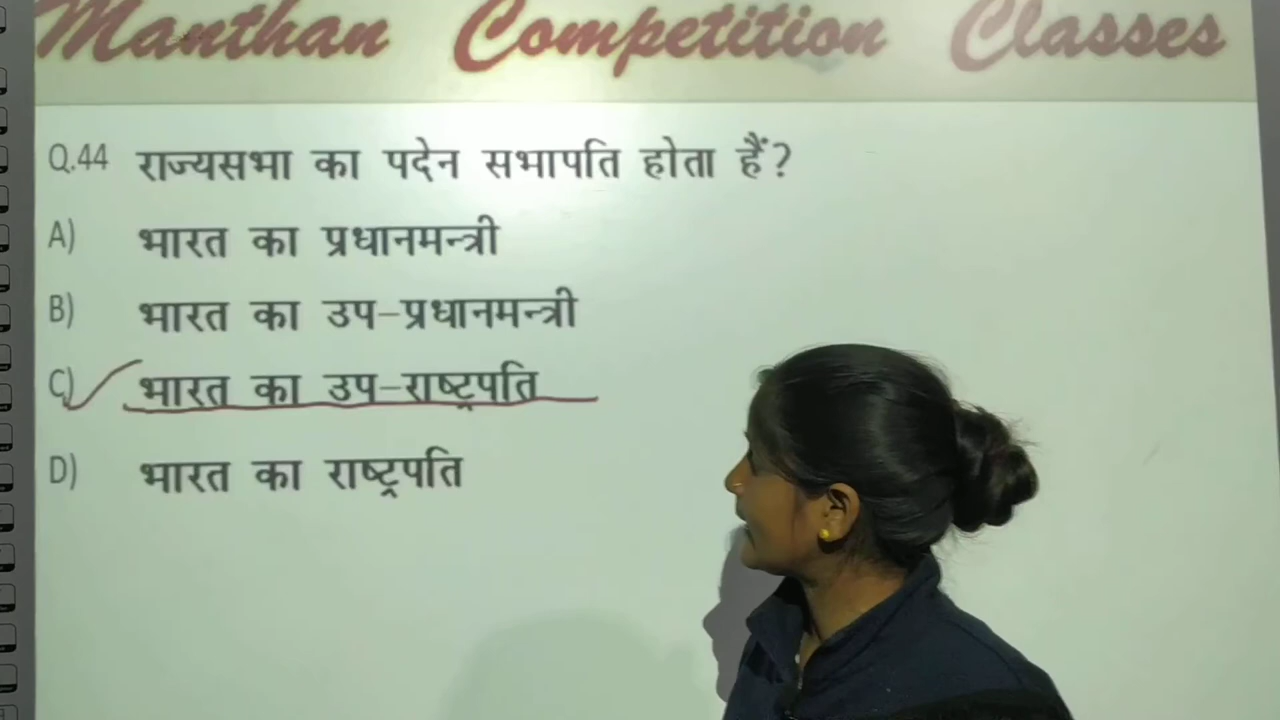 Manthan Competition Classes
Q.44 राज्यसभा का पदेन सभापति होता हैं?
A) भारत का प्रधानमन्त्री
B) भारत का उप-प्रधानमन्त्री
C) भारत का उप-राष्ट्रपति
D) भारत का राष्ट्रपति